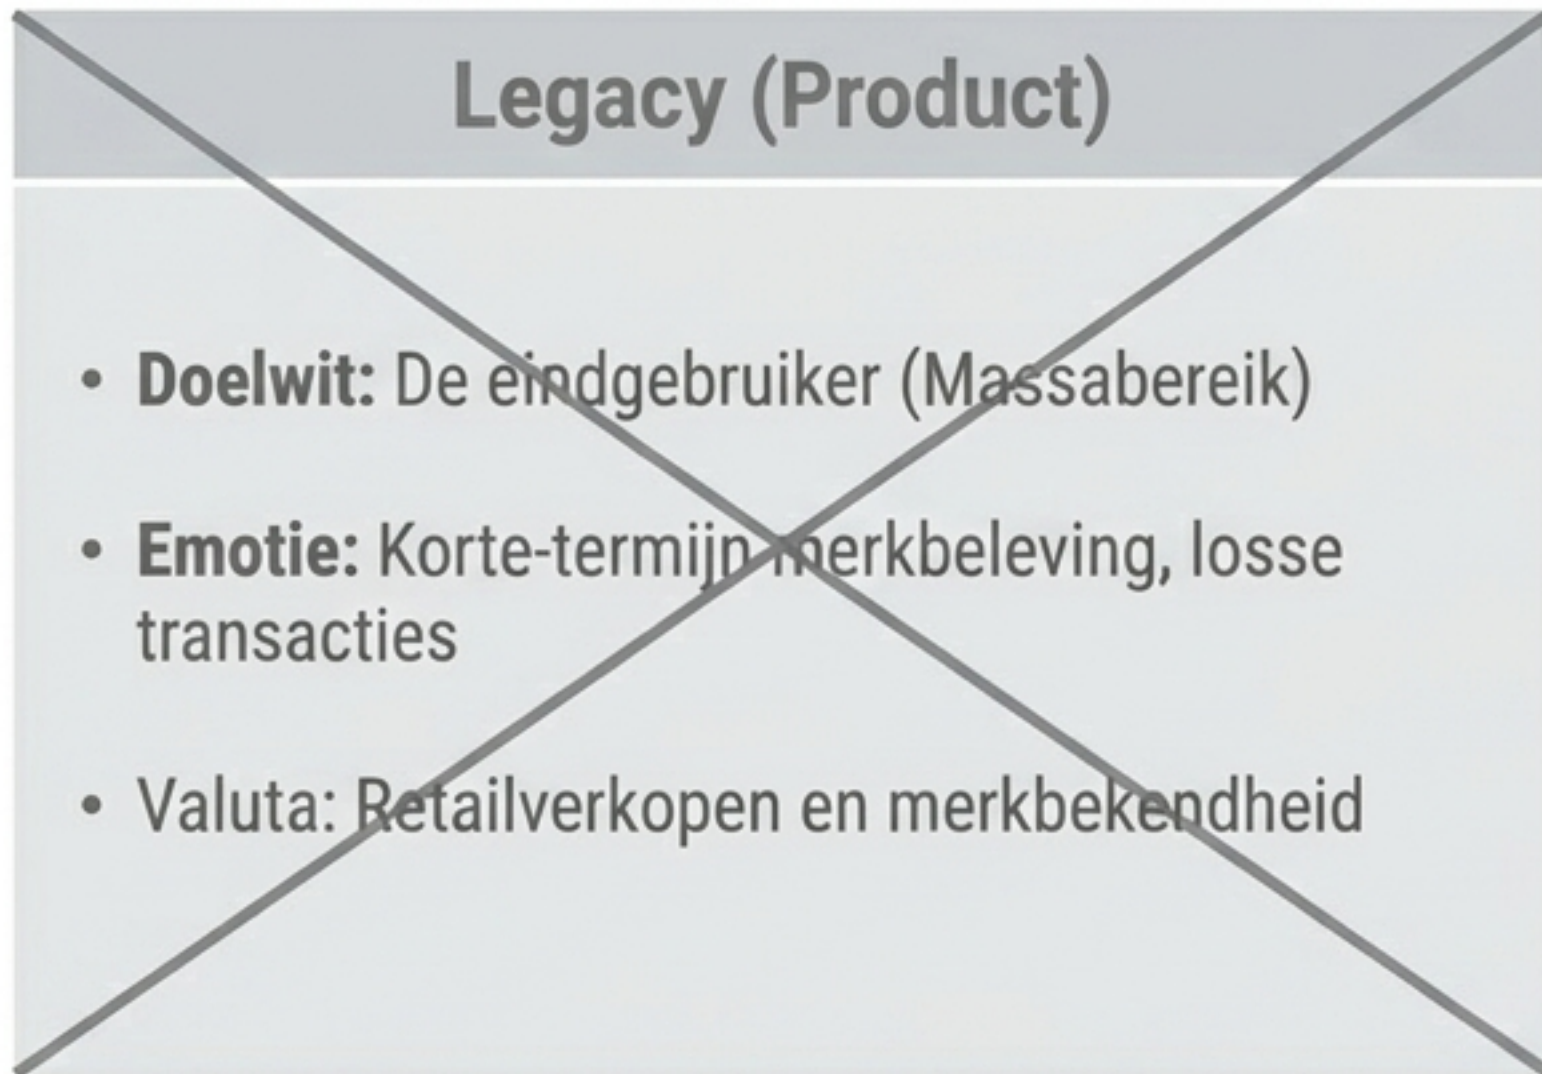 Legacy (Product)
• Doelwit: De eindgebruiker (Massabereik)
• Emotie: Korte-termijn merkbeleving, losse
transacties
• Valuta: Retailverkopen en merkbekendheid